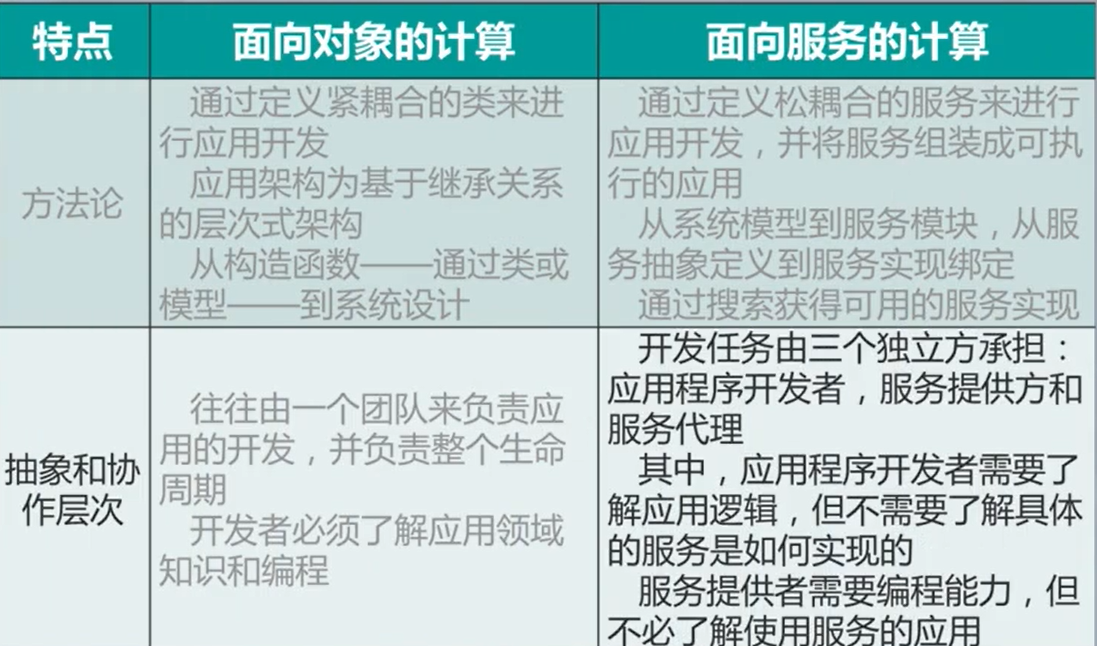 特点
面向对象的计算
面向服务的计算
方法论
通过定义紧耦合的类来进
行应用开发
应用架构为基于继承关系
的层次式架构
从构造函数——通过类或
模型——到系统设计
通过定义松耦合的服务来进行
应用开发，并将服务组装成可执
行的应用
从系统模型到服务模块，从服
务抽象定义到服务实现绑定
通过搜索获得可用的服务实现
抽象和协
作层次
往往由一个团队来负责应
用的开发，并负责整个生命
周期
开发者必须了解应用领域
知识和编程
开发任务由三个独立方承担：
应用程序开发者，服务提供方和
服务代理
其中，应用程序开发者需要了
解应用逻辑，但不需要了解具体
的服务是如何实现的
服务提供者需要编程能力，但
不必了解使用服务的应用